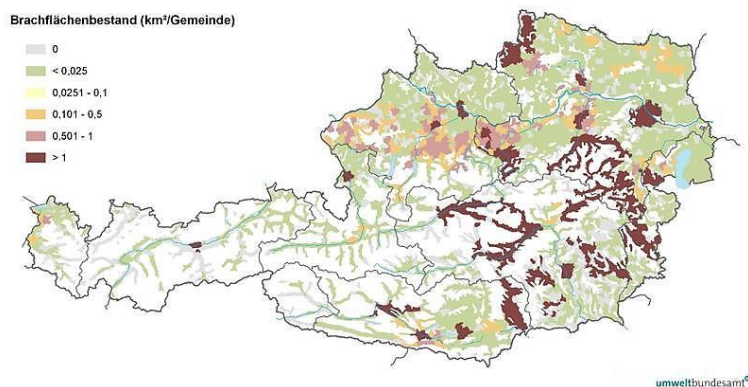 Brachflächenbestand (km²/Gemeinde)
0
< 0,025
0,0251 - 0,1
0,101 - 0,5
0,501 - 1
> 1
umweltbundesamt